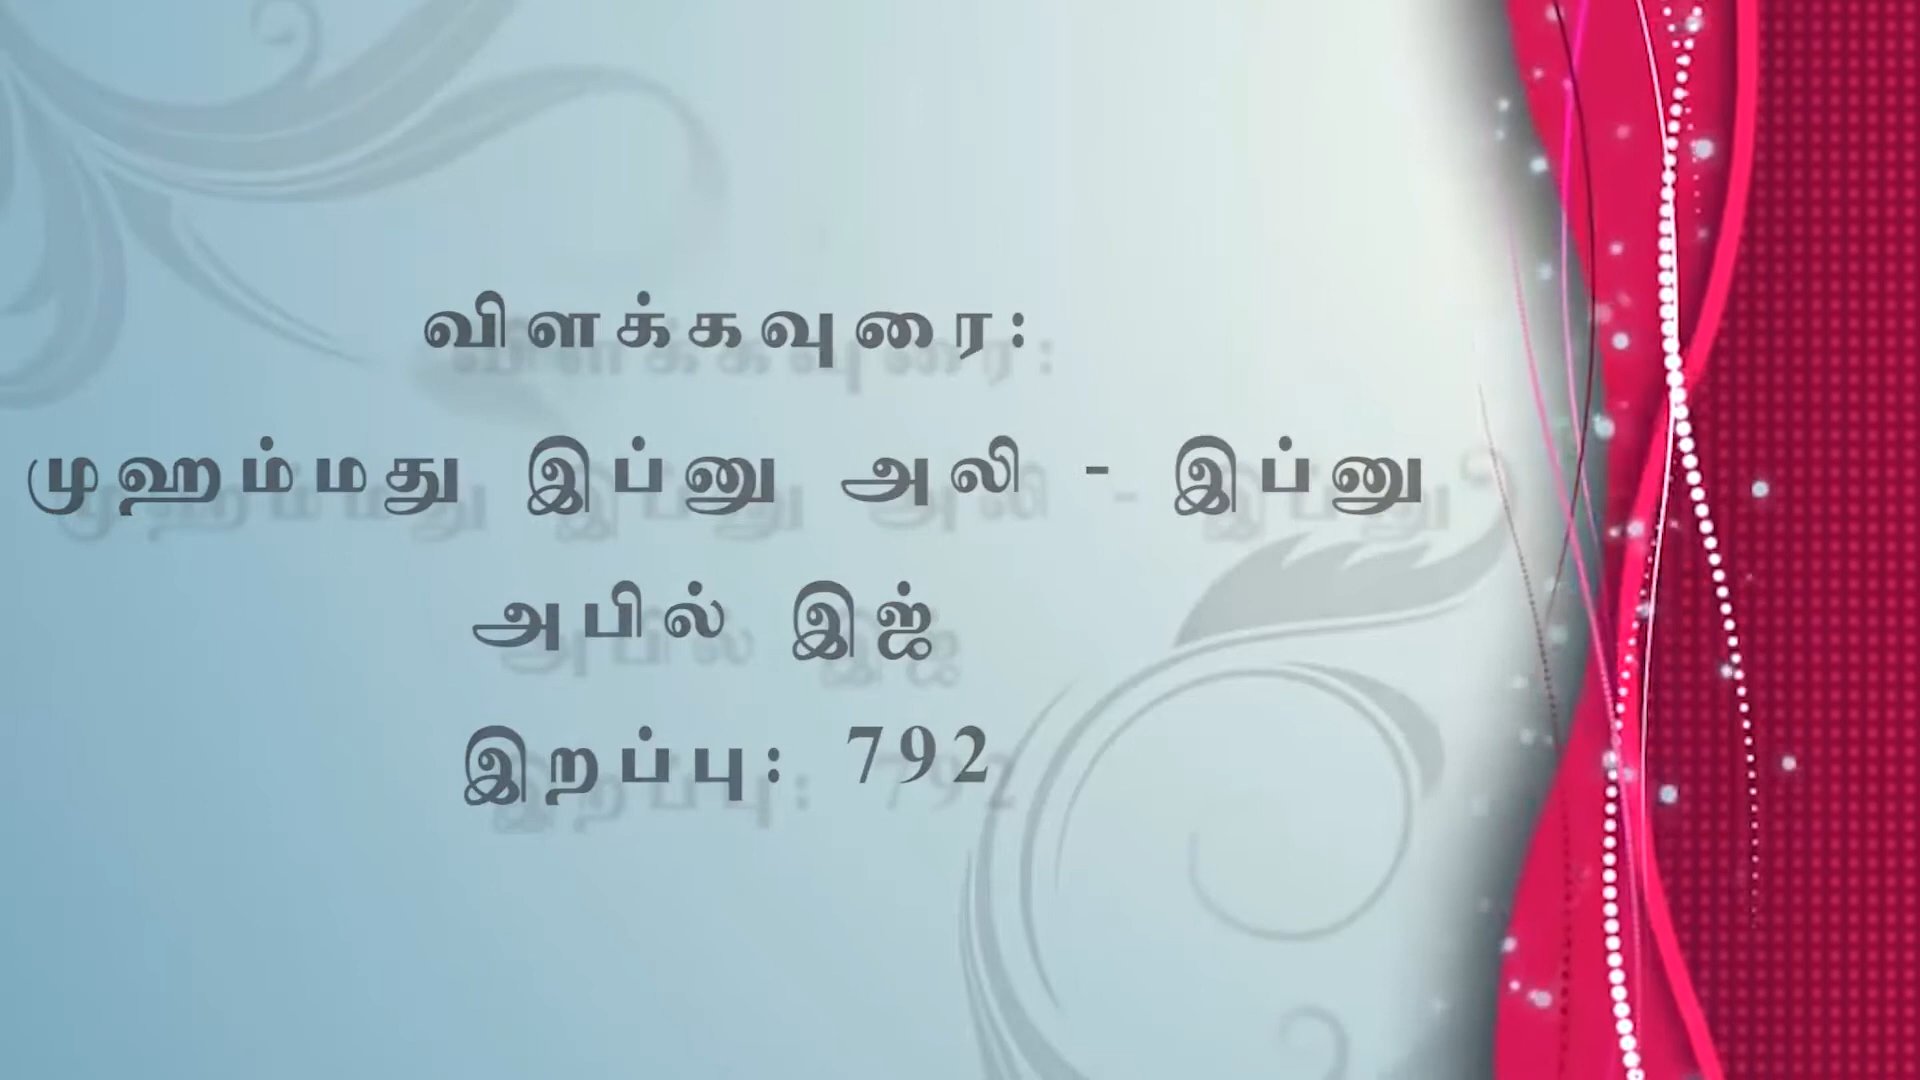 விளக்கவுரை:
முஹம்மது இப்னு அலி - இப்னு
அபில் இஜ்
இறப்பு: 792